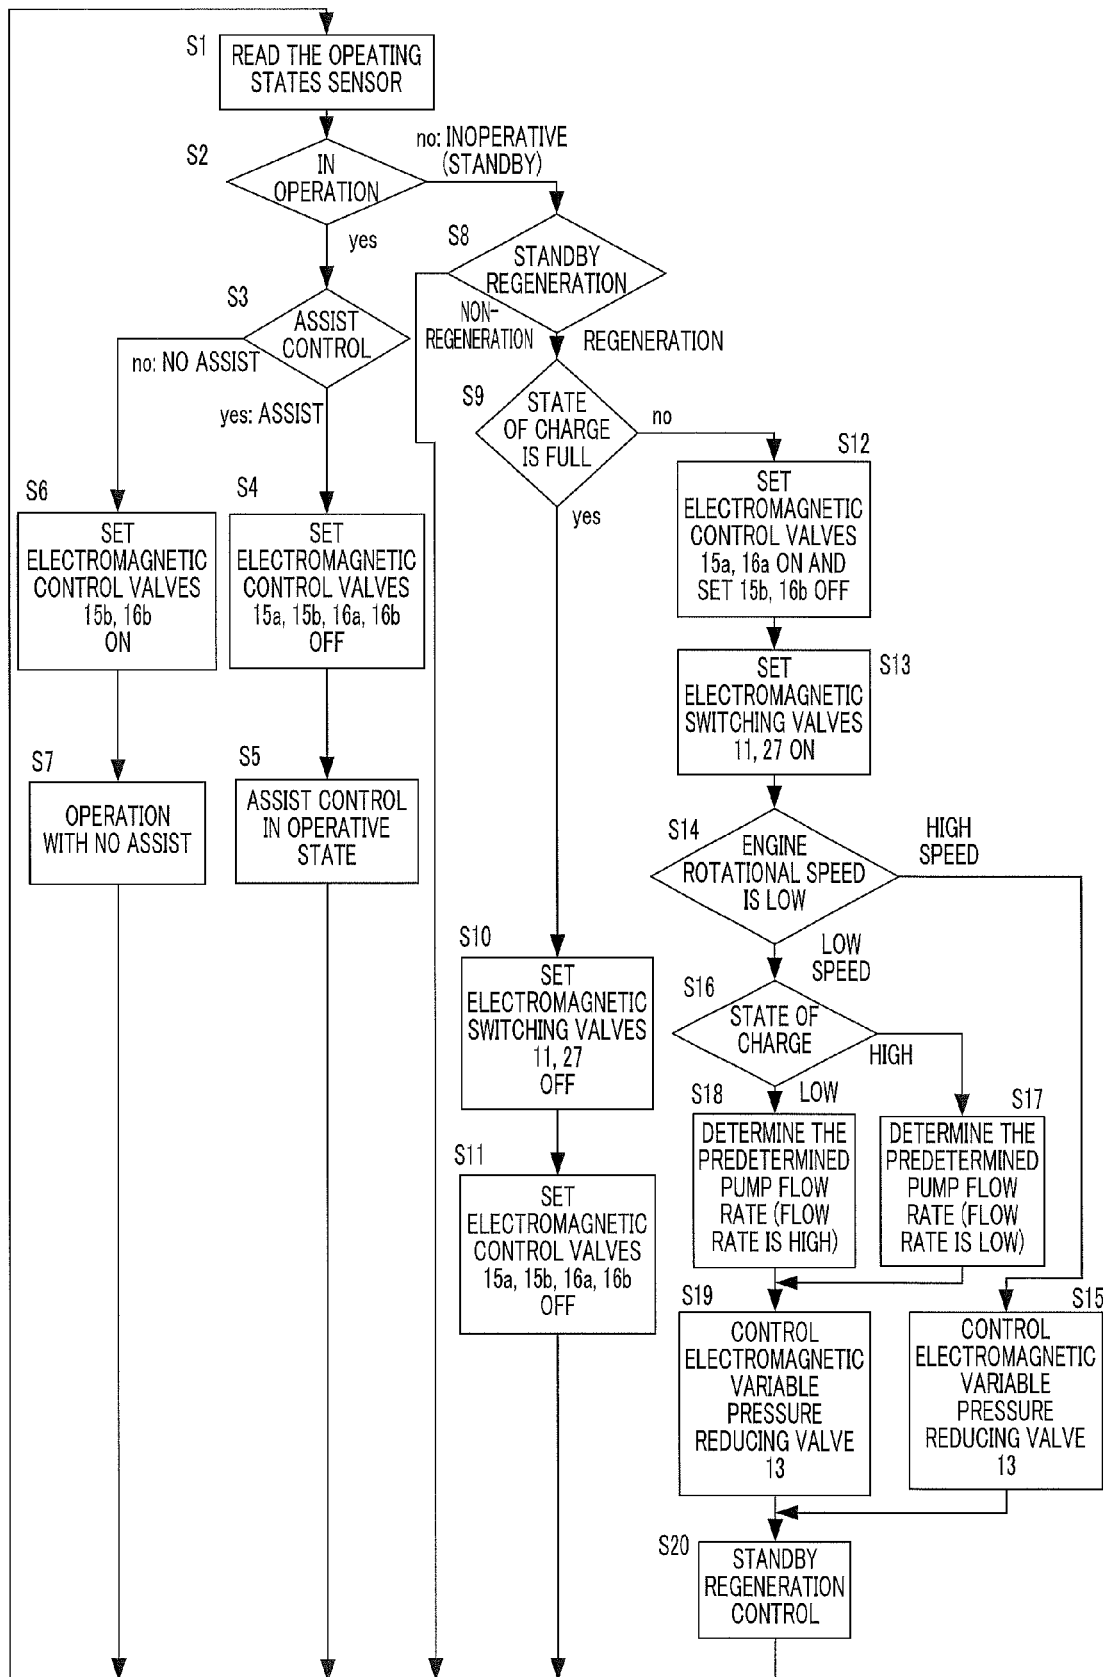 S1
READ THE OPEATING
STATES SENSOR
S2
IN
OPERATION
no: INOPERATIVE
(STANDBY)
yes
S8
STANDBY
REGENERATION
NON-
REGENERATION
REGENERATION
S3
ASSIST
CONTROL
no: NO ASSIST
yes: ASSIST
S9
STATE
OF CHARGE
IS FULL
no
yes
S6
SET
ELECTROMAGNETIC
CONTROL VALVES
15b, 16b
ON
S4
SET
ELECTROMAGNETIC
CONTROL VALVES
15a, 15b, 16a, 16b
OFF
S12
SET
ELECTROMAGNETIC
CONTROL VALVES
15a, 16a ON AND
SET 15b, 16b OFF
S13
SET
ELECTROMAGNETIC
SWITCHING VALVES
11, 27 ON
S7
OPERATION
WITH NO ASSIST
S5
ASSIST CONTROL
IN OPERATIVE
STATE
S14
ENGINE
ROTATIONAL SPEED
IS LOW
HIGH
SPEED
LOW
SPEED
S10
SET
ELECTROMAGNETIC
SWITCHING VALVES
11, 27
OFF
S16
STATE OF
CHARGE
HIGH
LOW
S18
DETERMINE THE
PREDETERMINED
PUMP FLOW
RATE (FLOW
RATE IS HIGH)
S17
DETERMINE THE
PREDETERMINED
PUMP FLOW
RATE (FLOW
RATE IS LOW)
S11
SET
ELECTROMAGNETIC
CONTROL VALVES
15a, 15b, 16a, 16b
OFF
S19
CONTROL
ELECTROMAGNETIC
VARIABLE
PRESSURE
REDUCING VALVE
13
S15
CONTROL
ELECTROMAGNETIC
VARIABLE
PRESSURE
REDUCING VALVE
13
S20
STANDBY
REGENERATION
CONTROL